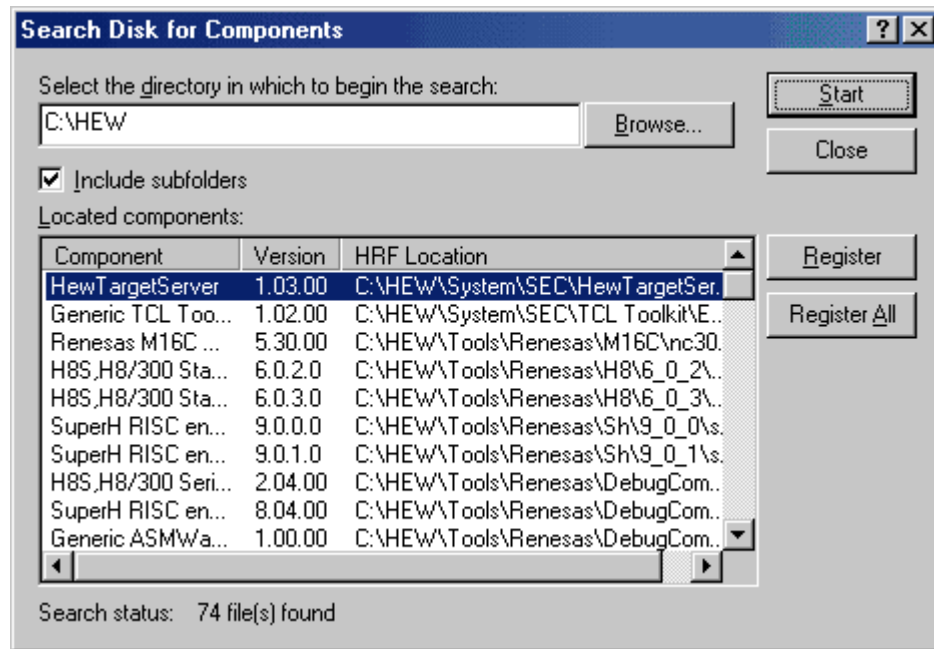 Search Disk for Components
Select the directory in which to begin the search:
C:\HEW
Browse...
Start
Close
Include subfolders
Located components:
Component Version HRF Location
HewTargetServer 1.03.00 C:\HEW\System\SEC\HewTargetSer.
Generic TCL Too... 1.02.00 C:\HEW\System\SEC\TCL Toolkit\E..
Renesas M16C ... 5.30.00 C:\HEW\Tools\Renesas\M16C\nc30.
H8S,H8/300 Sta... 6.0.2.0 C:\HEW\Tools\Renesas\H8\6_0_2\..
H8S,H8/300 Sta... 6.0.3.0 C:\HEW\Tools\Renesas\H8\6_0_3\..
SuperH RISC en... 9.0.0.0 C:\HEW\Tools\Renesas\Sh\9_0_0\s.
SuperH RISC en... 9.0.1.0 C:\HEW\Tools\Renesas\Sh\9_0_1\s.
H8S,H8/300 Seri... 2.04.00 C:\HEW\Tools\Renesas\DebugCom..
SuperH RISC en... 8.04.00 C:\HEW\Tools\Renesas\DebugCom..
Generic ASMWa... 1.00.00 C:\HEW\Tools\Renesas\DebugCom..
Register
Register All
Search status: 74 file(s) found